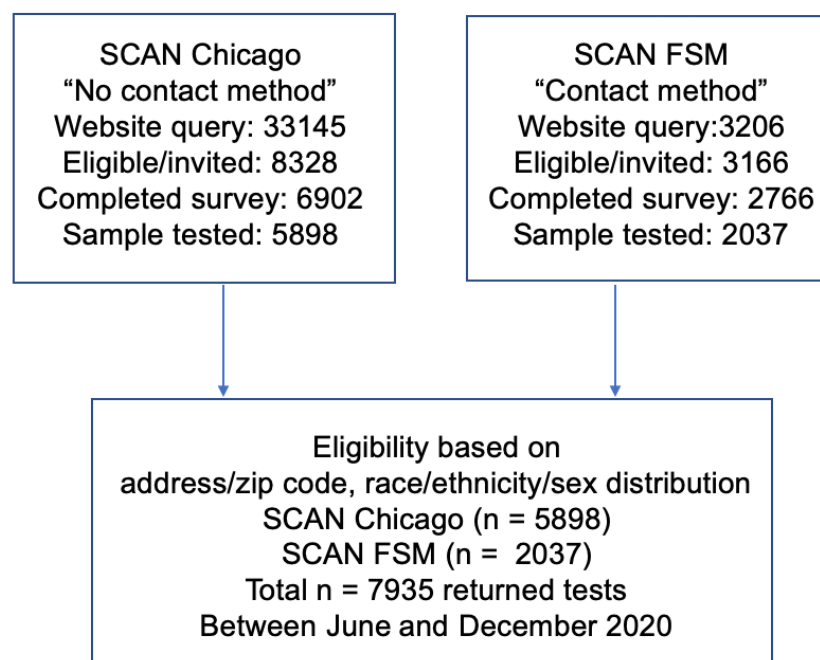 SCAN Chicago
“No contact method”
Website query: 33145
Eligible/invited: 8328
Completed survey: 6902
Sample tested: 5898
SCAN FSM
“Contact method”
Website query:3206
Eligible/invited: 3166
Completed survey: 2766
Sample tested: 2037
Eligibility based on
address/zip code, race/ethnicity/sex distribution
SCAN Chicago (n = 5898)
SCAN FSM (n =  2037)
Total n = 7935 returned tests
Between June and December 2020